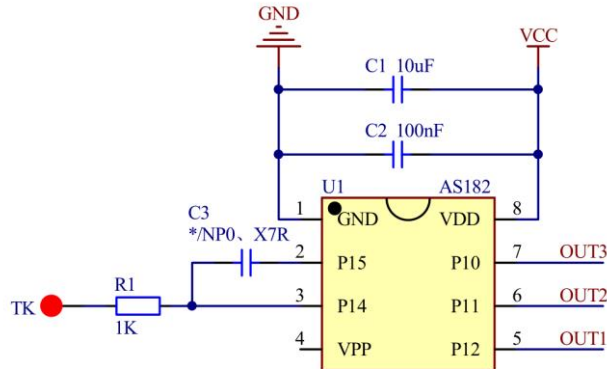 GND
VCC
C1 10uF
C2 100nF
U1 AS182
C3
*/NP0、X7R
1 GND VDD 8
2 P15 P10 7 OUT3
R1
3 P14 P11 6 OUT2
TK
1K
4 VPP P12 5 OUT1